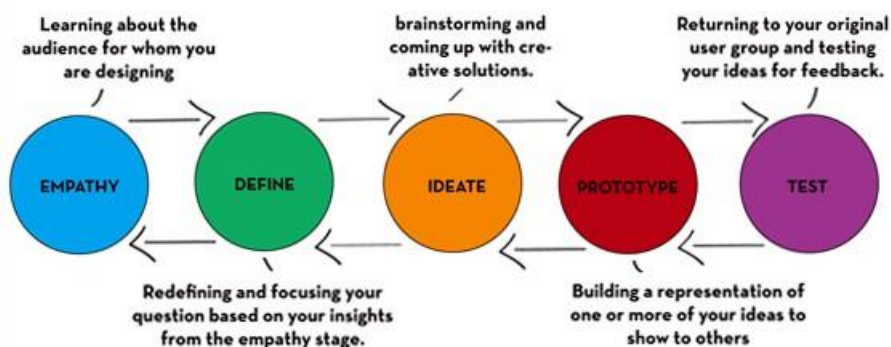 Learning about the
audience for whom you
are designing
brainstorming and
coming up with cre-
ative solutions.
Returning to your original
user group and testing
your ideas for feedback.
EMPATHY
DEFINE
IDEATE
PROTOTYPE
TEST
Redefining and focusing your
question based on your insights
from the empathy stage.
Building a representation of
one or more of your ideas to
show to others